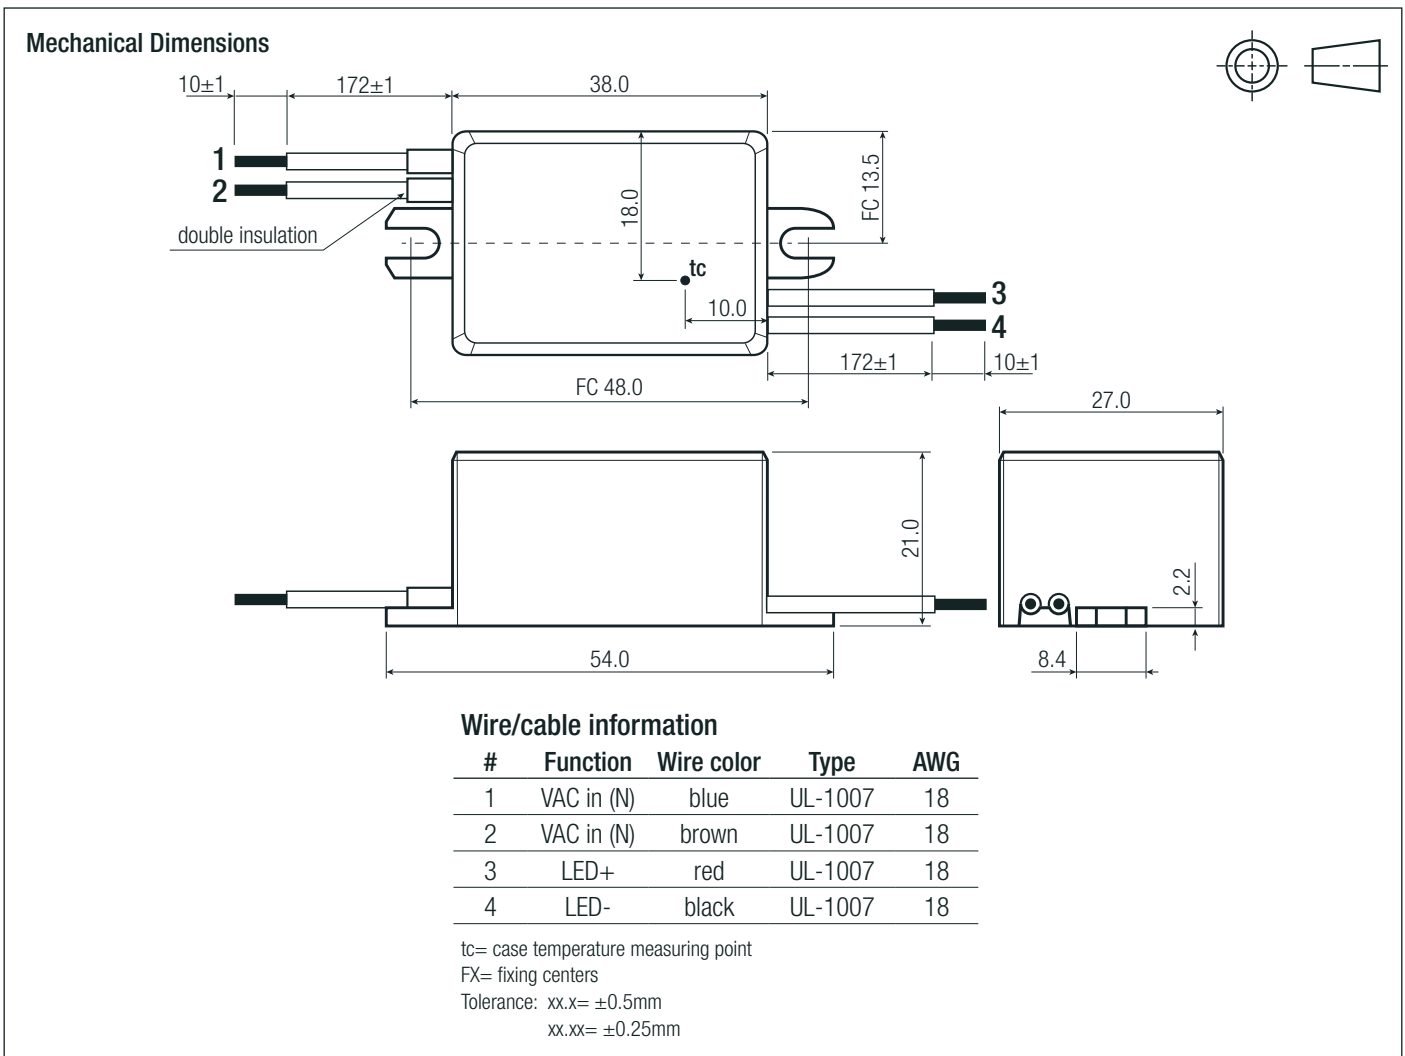 Mechanical Dimensions
10±1
172±1
38.0
1
2
double insulation
18.0
FC 13.5
tc
10.0
3
4
172±1
10±1
FC 48.0
27.0
21.0
2.2
54.0
8.4
Wire/cable information
# Function Wire color Type AWG
1 VAC in (N) blue UL-1007 18
2 VAC in (N) brown UL-1007 18
3 LED+ red UL-1007 18
4 LED- black UL-1007 18
tc= case temperature measuring point
FX= fixing centers
Tolerance: xx.x= ±0.5mm
xx.xx= ±0.25mm